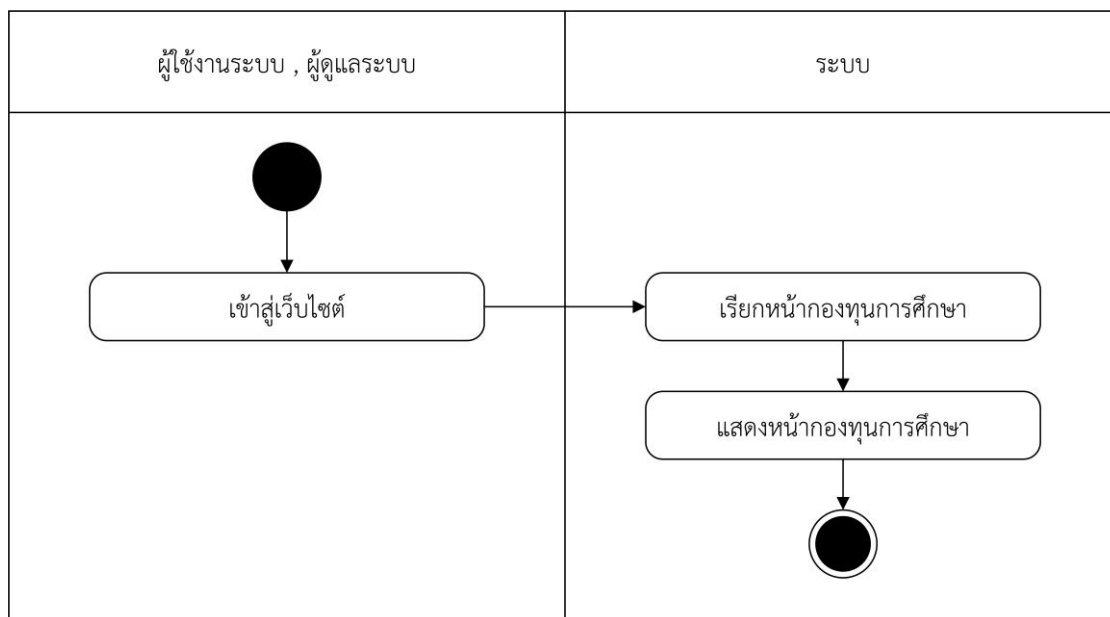 ผู้ใช้งานระบบ , ผู้ดูแลระบบ
ระบบ
เข้าสู่เว็บไซต์
เรียกหน้ากองทุนการศึกษา
แสดงหน้ากองทุนการศึกษา